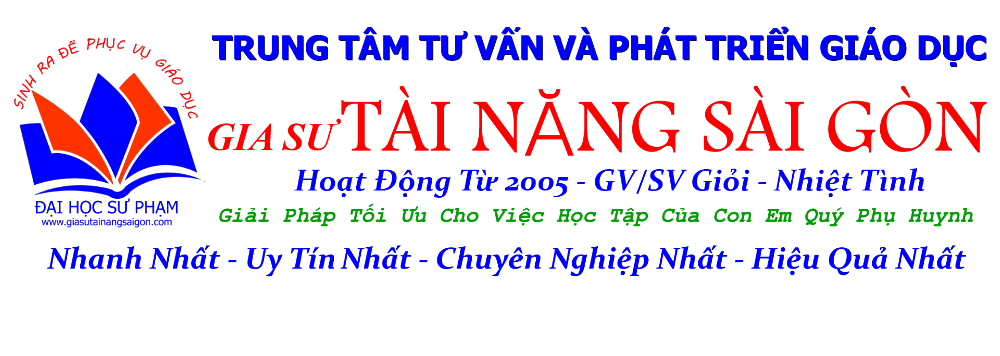 SINH RA ĐỂ PHỤC VỤ GIÁO DỤC
ĐẠI HỌC SƯ PHẠM
www.giasutainangsaigon.com
TRUNG TÂM TƯ VẤN VÀ PHÁT TRIỂN GIÁO DỤC
GIA SƯ TÀI NĂNG SÀI GÒN
Hoạt Động Từ 2005 - GV/SV Giỏi - Nhiệt Tình
Giải Pháp Tối Ưu Cho Việc Học Tập Của Con Em Quý Phụ Huynh
Nhanh Nhất - Uy Tín Nhất - Chuyên Nghiệp Nhất - Hiệu Quả Nhất